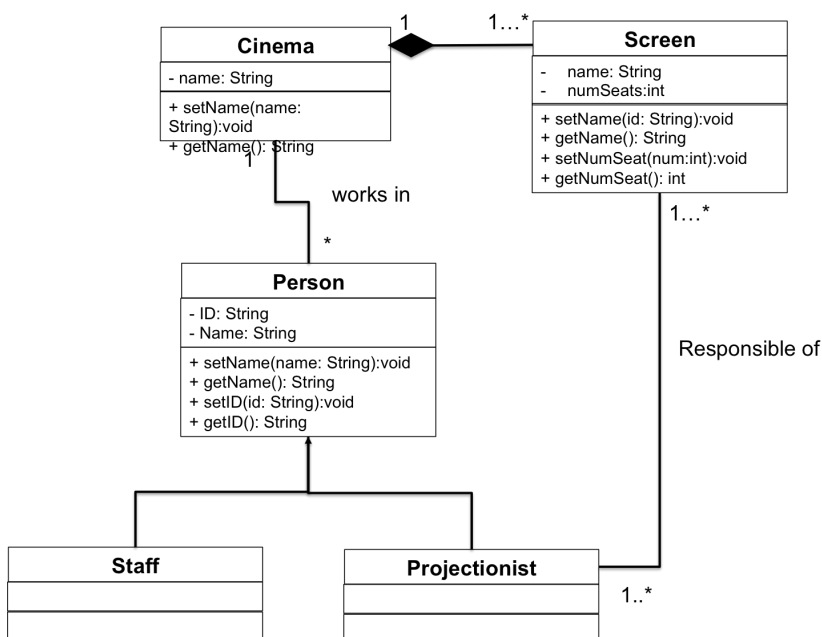 Cinema
- name: String
+ setName(name:
String):void
+ getName(): String
1
1…*
Screen
- name: String
- numSeats:int
+ setName(id: String):void
+ getName(): String
+ setNumSeat(num:int):void
+ getNumSeat(): int
1
works in
*
1…*
Person
- ID: String
- Name: String
+ setName(name: String):void
+ getName(): String
+ setID(id: String):void
+ getID(): String
Responsible of
Staff
Projectionist
1..*